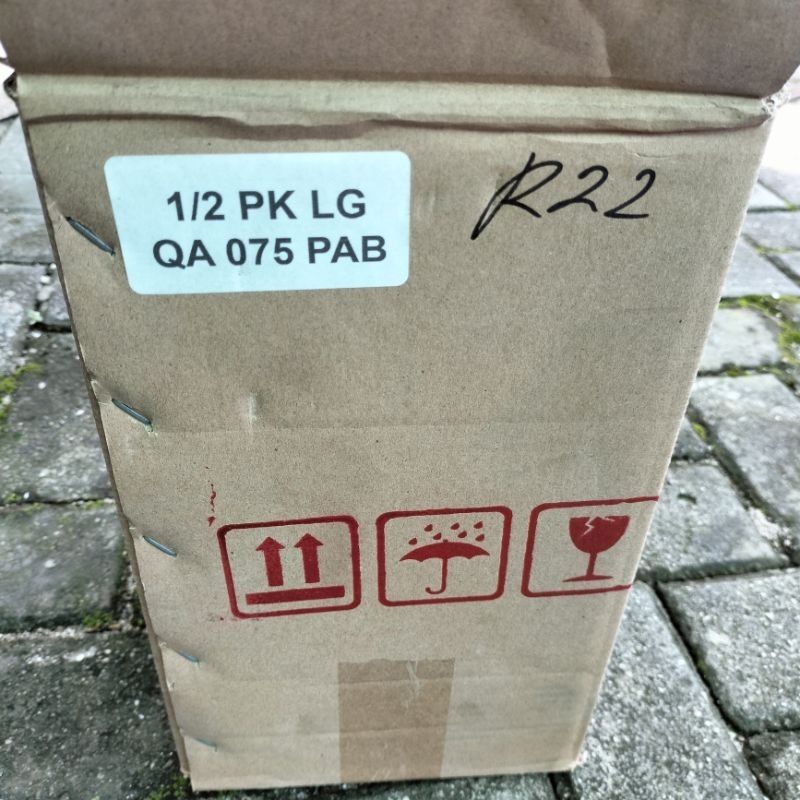 1/2 PK LG
QA 075 PAB
R22